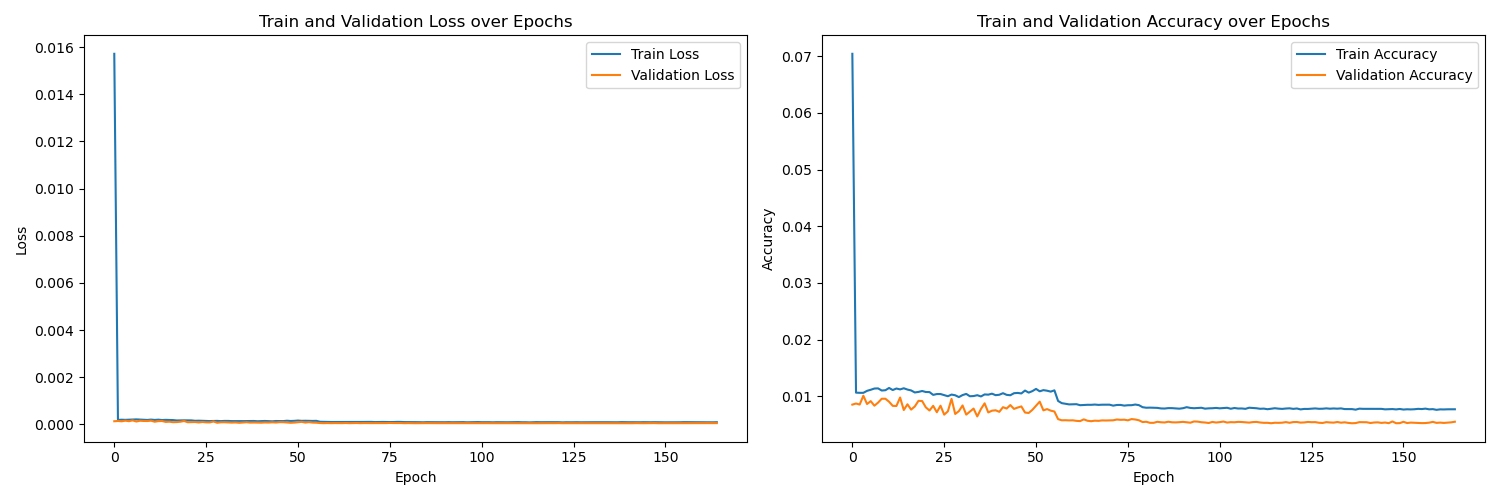 Train and Validation Loss over Epochs
0.016
0.014
0.012
0.010
0.008
0.006
0.004
0.002
0.000
Loss
Train Loss
Validation Loss
0 25 50 75 100 125 150
Epoch
Train and Validation Accuracy over Epochs
0.07
0.06
0.05
0.04
0.03
0.02
0.01
Accuracy
Train Accuracy
Validation Accuracy
0 25 50 75 100 125 150
Epoch